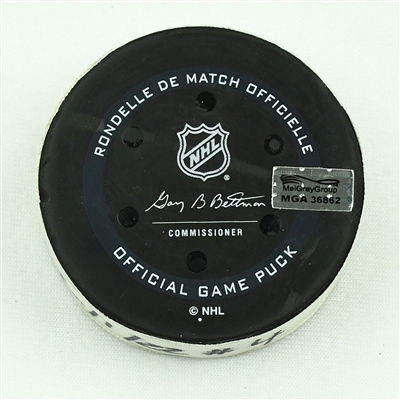 RONDELLE DE MATCH OFFICIELLE
NHL
®
Gary B Bettman
COMMISSIONER
MeiGrayGroup
MGA 36862
OFFICIAL GAME PUCK
© NHL